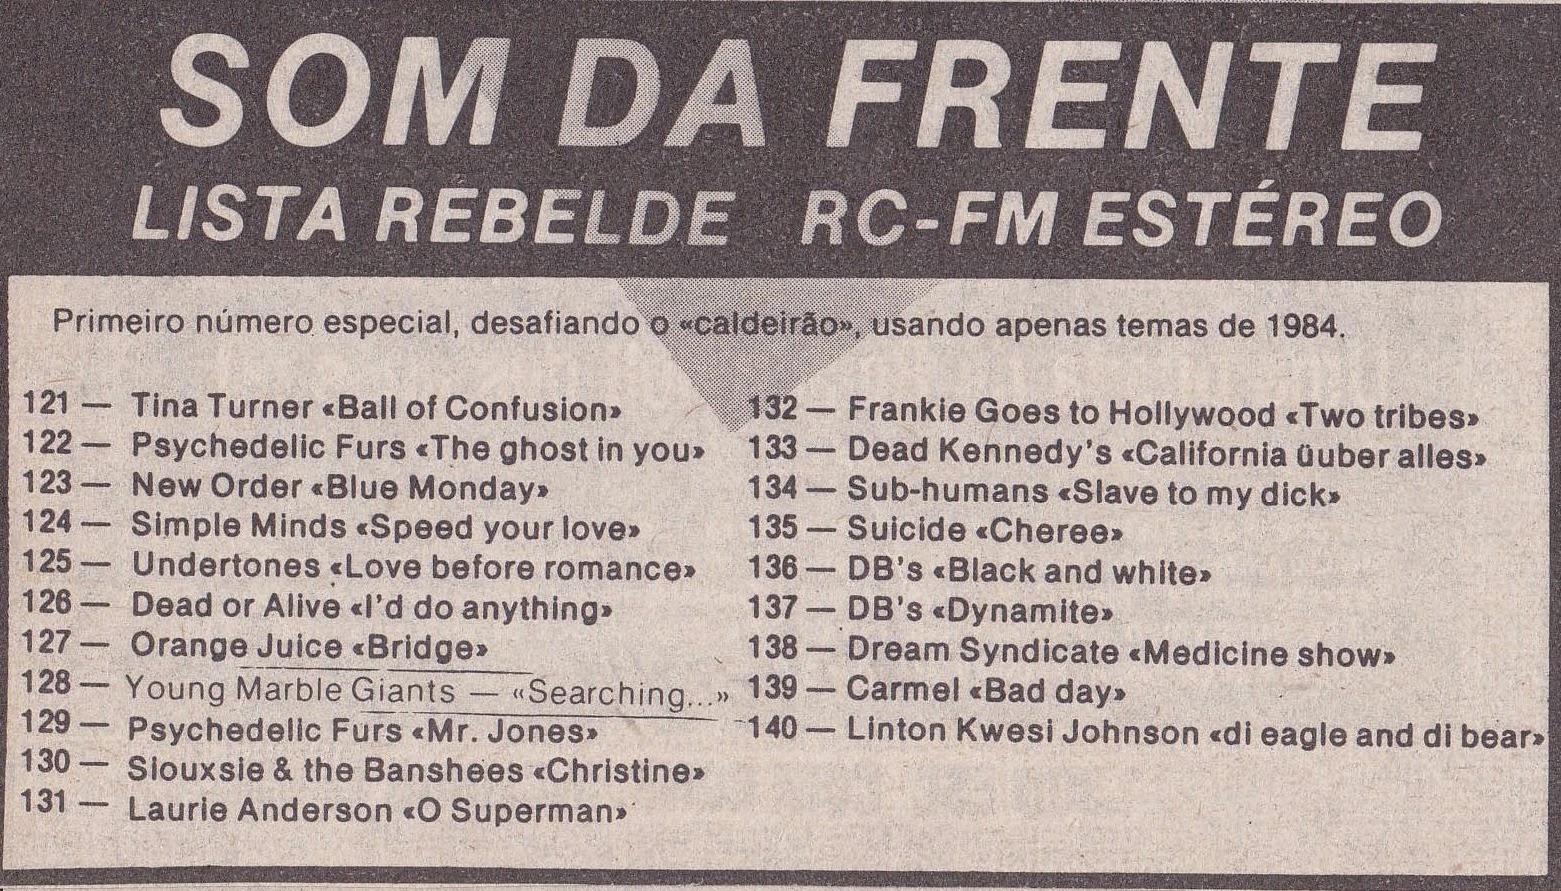 SOM DA FRENTE
LISTA REBELDE RC-FM ESTÉREO
Primeiro número especial, desafiando o «caldeirão», usando apenas temas de 1984.
121 — Tina Turner «Ball of Confusion»
122 — Psychedelic Furs «The ghost in you»
123 — New Order «Blue Monday»
124 — Simple Minds «Speed your love»
125 — Undertones «Love before romance»
126 — Dead or Alive «I'd do anything»
127 — Orange Juice «Bridge»
128 — Young Marble Giants — «Searching...»
129 — Psychedelic Furs «Mr. Jones»
130 — Siouxsie & the Banshees «Christine»
131 — Laurie Anderson «O Superman»
132 — Frankie Goes to Hollywood «Two tribes»
133 — Dead Kennedy's «California üuber alles»
134 — Sub-humans «Slave to my dick»
135 — Suicide «Cheree»
136 — DB's «Black and white»
137 — DB's «Dynamite»
138 — Dream Syndicate «Medicine show»
139 — Carmel «Bad day»
140 — Linton Kwesi Johnson «di eagle and di bear»